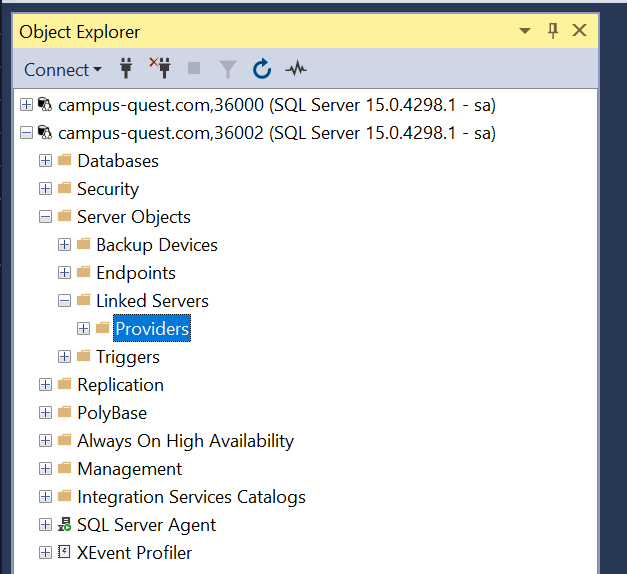 Object Explorer
Connect
campus-quest.com,36000 (SQL Server 15.0.4298.1 - sa)
campus-quest.com,36002 (SQL Server 15.0.4298.1 - sa)
Databases
Security
Server Objects
Backup Devices
Endpoints
Linked Servers
Providers
Triggers
Replication
PolyBase
Always On High Availability
Management
Integration Services Catalogs
SQL Server Agent
XEvent Profiler